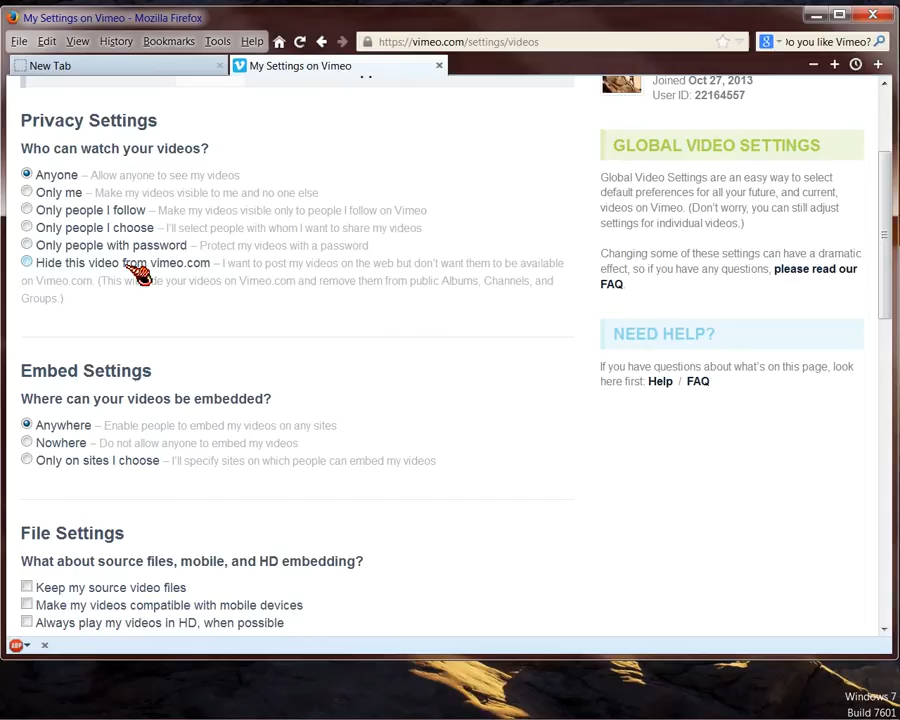 My Settings on Vimeo - Mozilla Firefox
File Edit View History Bookmarks Tools Help
https://vimeo.com/settings/videos
Do you like Vimeo?
New Tab
My Settings on Vimeo
Joined Oct 27, 2013
User ID: 22164557
Privacy Settings
Who can watch your videos?
Anyone – Allow anyone to see my videos
Only me – Make my videos visible to me and no one else
Only people I follow – Make my videos visible only to people I follow on Vimeo
Only people I choose – I'll select people with whom I want to share my videos
Only people with password – Protect my videos with a password
Hide this video from vimeo.com – I want to post my videos on the web but don't want them to be available
on Vimeo.com. (This will hide your videos on Vimeo.com and remove them from public Albums, Channels, and
Groups.)
Embed Settings
Where can your videos be embedded?
Anywhere – Enable people to embed my videos on any sites
Nowhere – Do not allow anyone to embed my videos
Only on sites I choose – I'll specify sites on which people can embed my videos
File Settings
What about source files, mobile, and HD embedding?
Keep my source video files
Make my videos compatible with mobile devices
Always play my videos in HD, when possible
GLOBAL VIDEO SETTINGS
Global Video Settings are an easy way to select
default preferences for all your future, and current,
videos on Vimeo. (Don't worry, you can still adjust
settings for individual videos.)
Changing some of these settings can have a dramatic
effect, so if you have any questions, please read our
FAQ.
NEED HELP?
If you have questions about what's on this page, look
here first: Help / FAQ
ABP
Windows 7
Build 7601